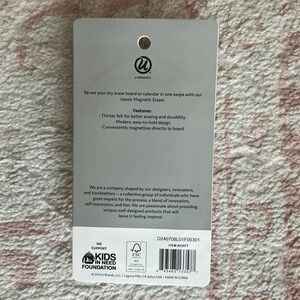 U BRANDS
Re-set your dry erase board or calendar in one swipe with our
classic Magnetic Eraser.
Features:
- Thicker felt for better erasing and durability
- Modern, easy-to-hold design
- Conveniently magnetizes directly to board
We are a company shaped by our designers, innovators,
and trendsetters – a collective group of individuals who have
great respect for the process, a blend of innovation,
self-expression, and flair. We are passionate about providing
unique, well-designed products that will
leave U feeling inspired.
WE
SUPPORT
KIDS
IN NEED
FOUNDATION
FSC
D240708L01F00301